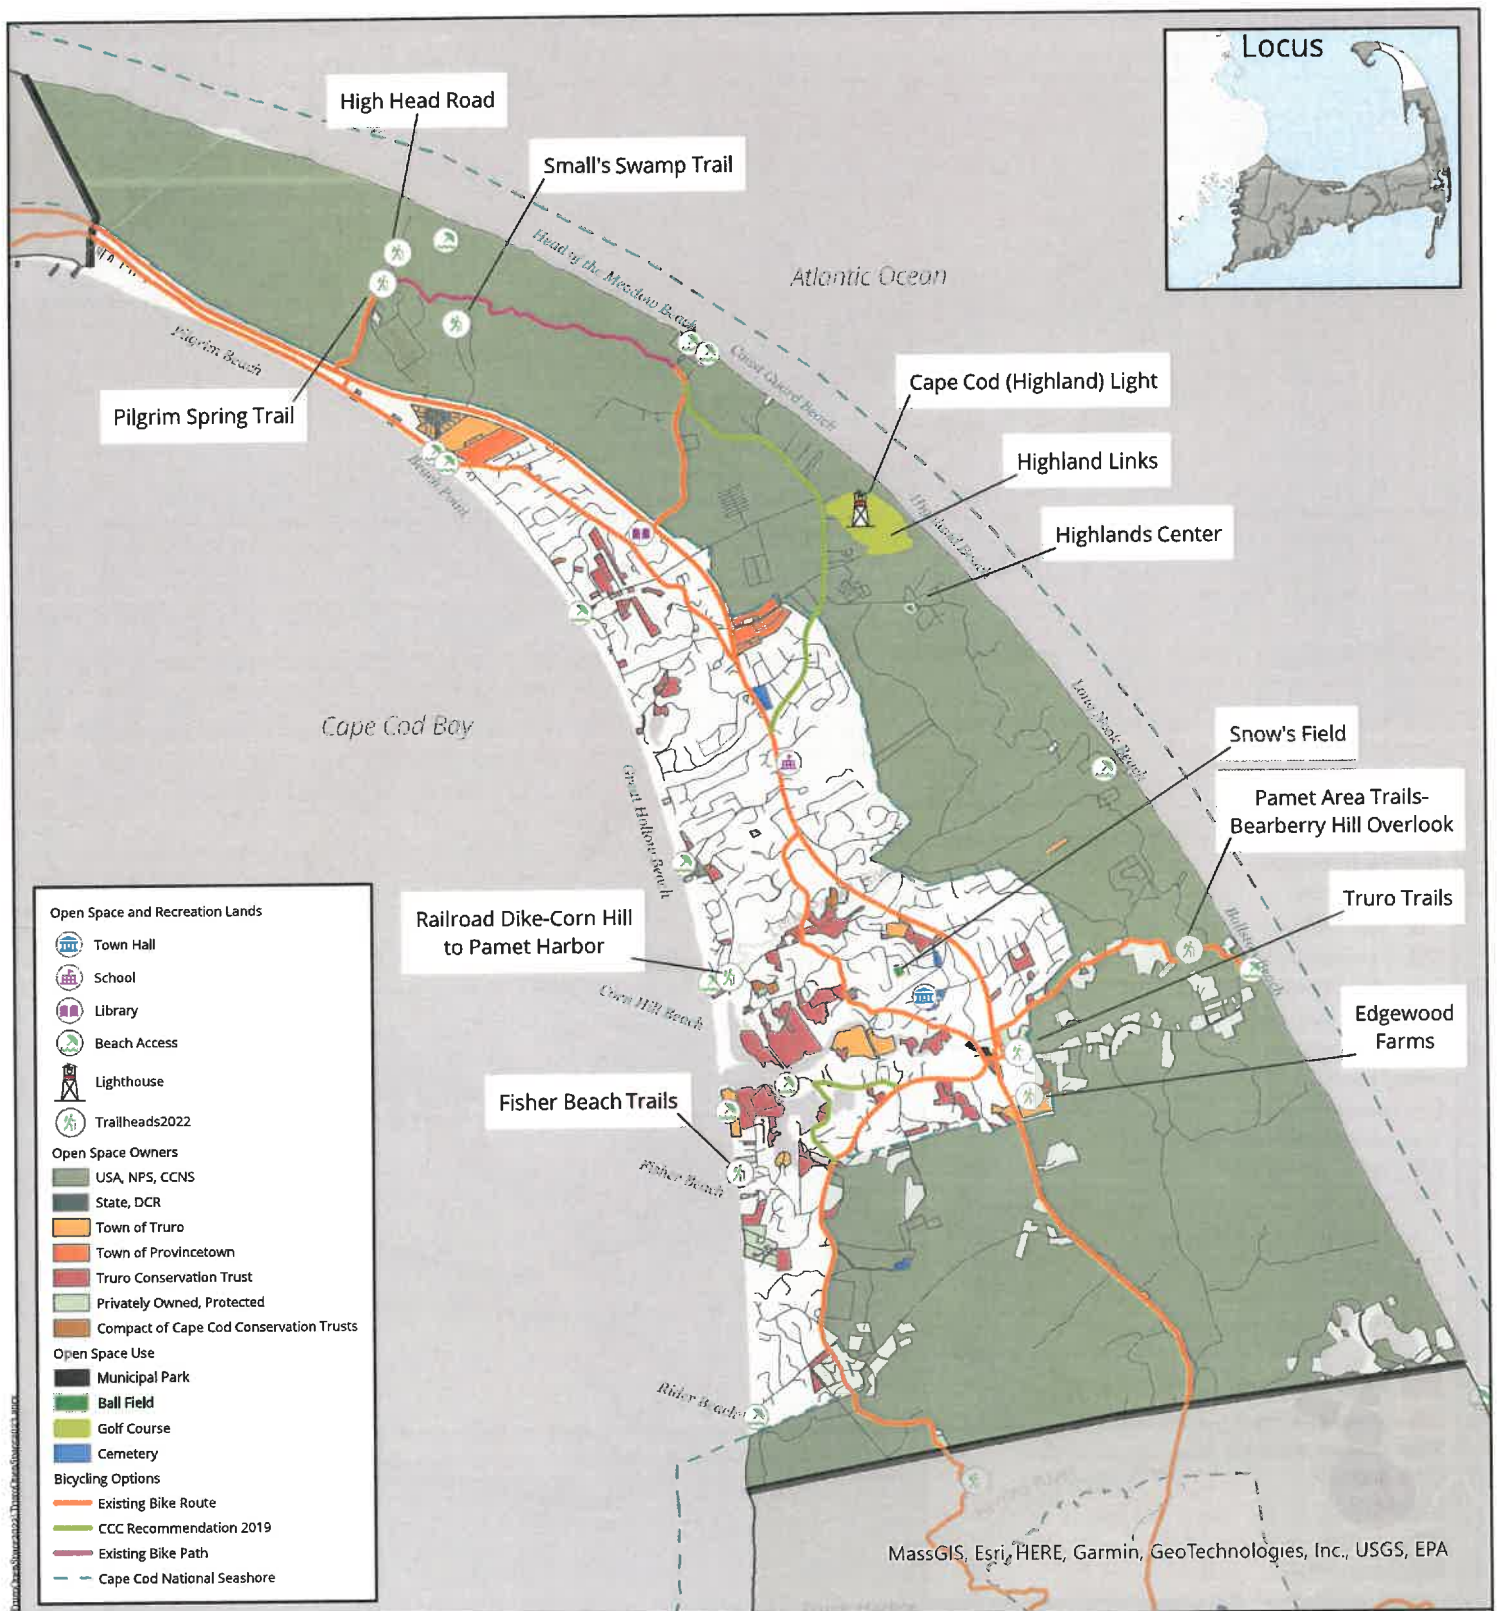 Locus
High Head Road
Small's Swamp Trail
Head of the Meadow Beach
Atlantic Ocean
Pilgrim Beach
Coast Guard Beach
Cape Cod (Highland) Light
Pilgrim Spring Trail
Highland Links
Beach Point
Highland Beach
Highlands Center
Long Nook Beach
Cape Cod Bay
Snow's Field
Great Hollow Beach
Pamet Area Trails-
Bearberry Hill Overlook
Truro Trails
Railroad Dike-Corn Hill
to Pamet Harbor
Corn Hill Beach
Edgewood
Farms
Fisher Beach Trails
Fisher Beach
Rider Beach
Open Space and Recreation Lands
Town Hall
School
Library
Beach Access
Lighthouse
Trailheads2022
Open Space Owners
USA, NPS, CCNS
State, DCR
Town of Truro
Town of Provincetown
Truro Conservation Trust
Privately Owned, Protected
Compact of Cape Cod Conservation Trusts
Open Space Use
Municipal Park
Ball Field
Golf Course
Cemetery
Bicycling Options
Existing Bike Route
CCC Recommendation 2019
Existing Bike Path
Cape Cod National Seashore
MassGIS, Esri, HERE, Garmin, GeoTechnologies, Inc., USGS, EPA